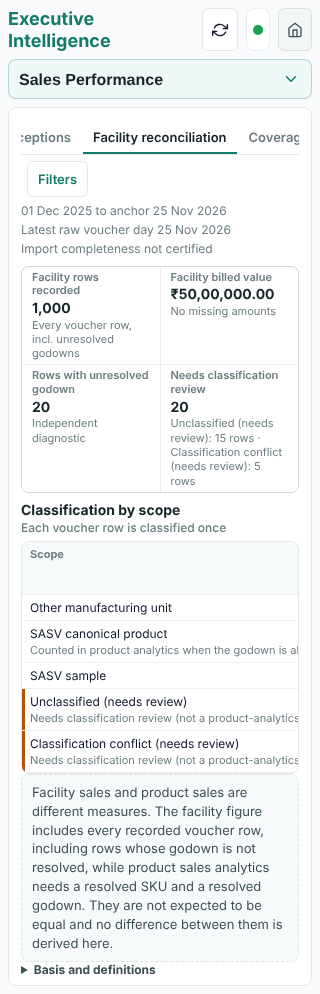 Executive
Intelligence
Sales Performance
ceptions Facility reconciliation Coverag
Filters
01 Dec 2025 to anchor 25 Nov 2026
Latest raw voucher day 25 Nov 2026
Import completeness not certified
Facility rows
recorded
1,000
Every voucher row,
incl. unresolved
godowns
Facility billed value
₹50,00,000.00
No missing amounts
Rows with unresolved
godown
20
Independent
diagnostic
Needs classification
review
20
Unclassified (needs
review): 15 rows ·
Classification conflict
(needs review): 5
rows
Classification by scope
Each voucher row is classified once
Scope
Other manufacturing unit
SASV canonical product
Counted in product analytics when the godown is al
SASV sample
Unclassified (needs review)
Needs classification review (not a product-analytics
Classification conflict (needs review)
Needs classification review (not a product-analytics
Facility sales and product sales are
different measures. The facility figure
includes every recorded voucher row,
including rows whose godown is not
resolved, while product sales analytics
needs a resolved SKU and a resolved
godown. They are not expected to be
equal and no difference between them is
derived here.
Basis and definitions